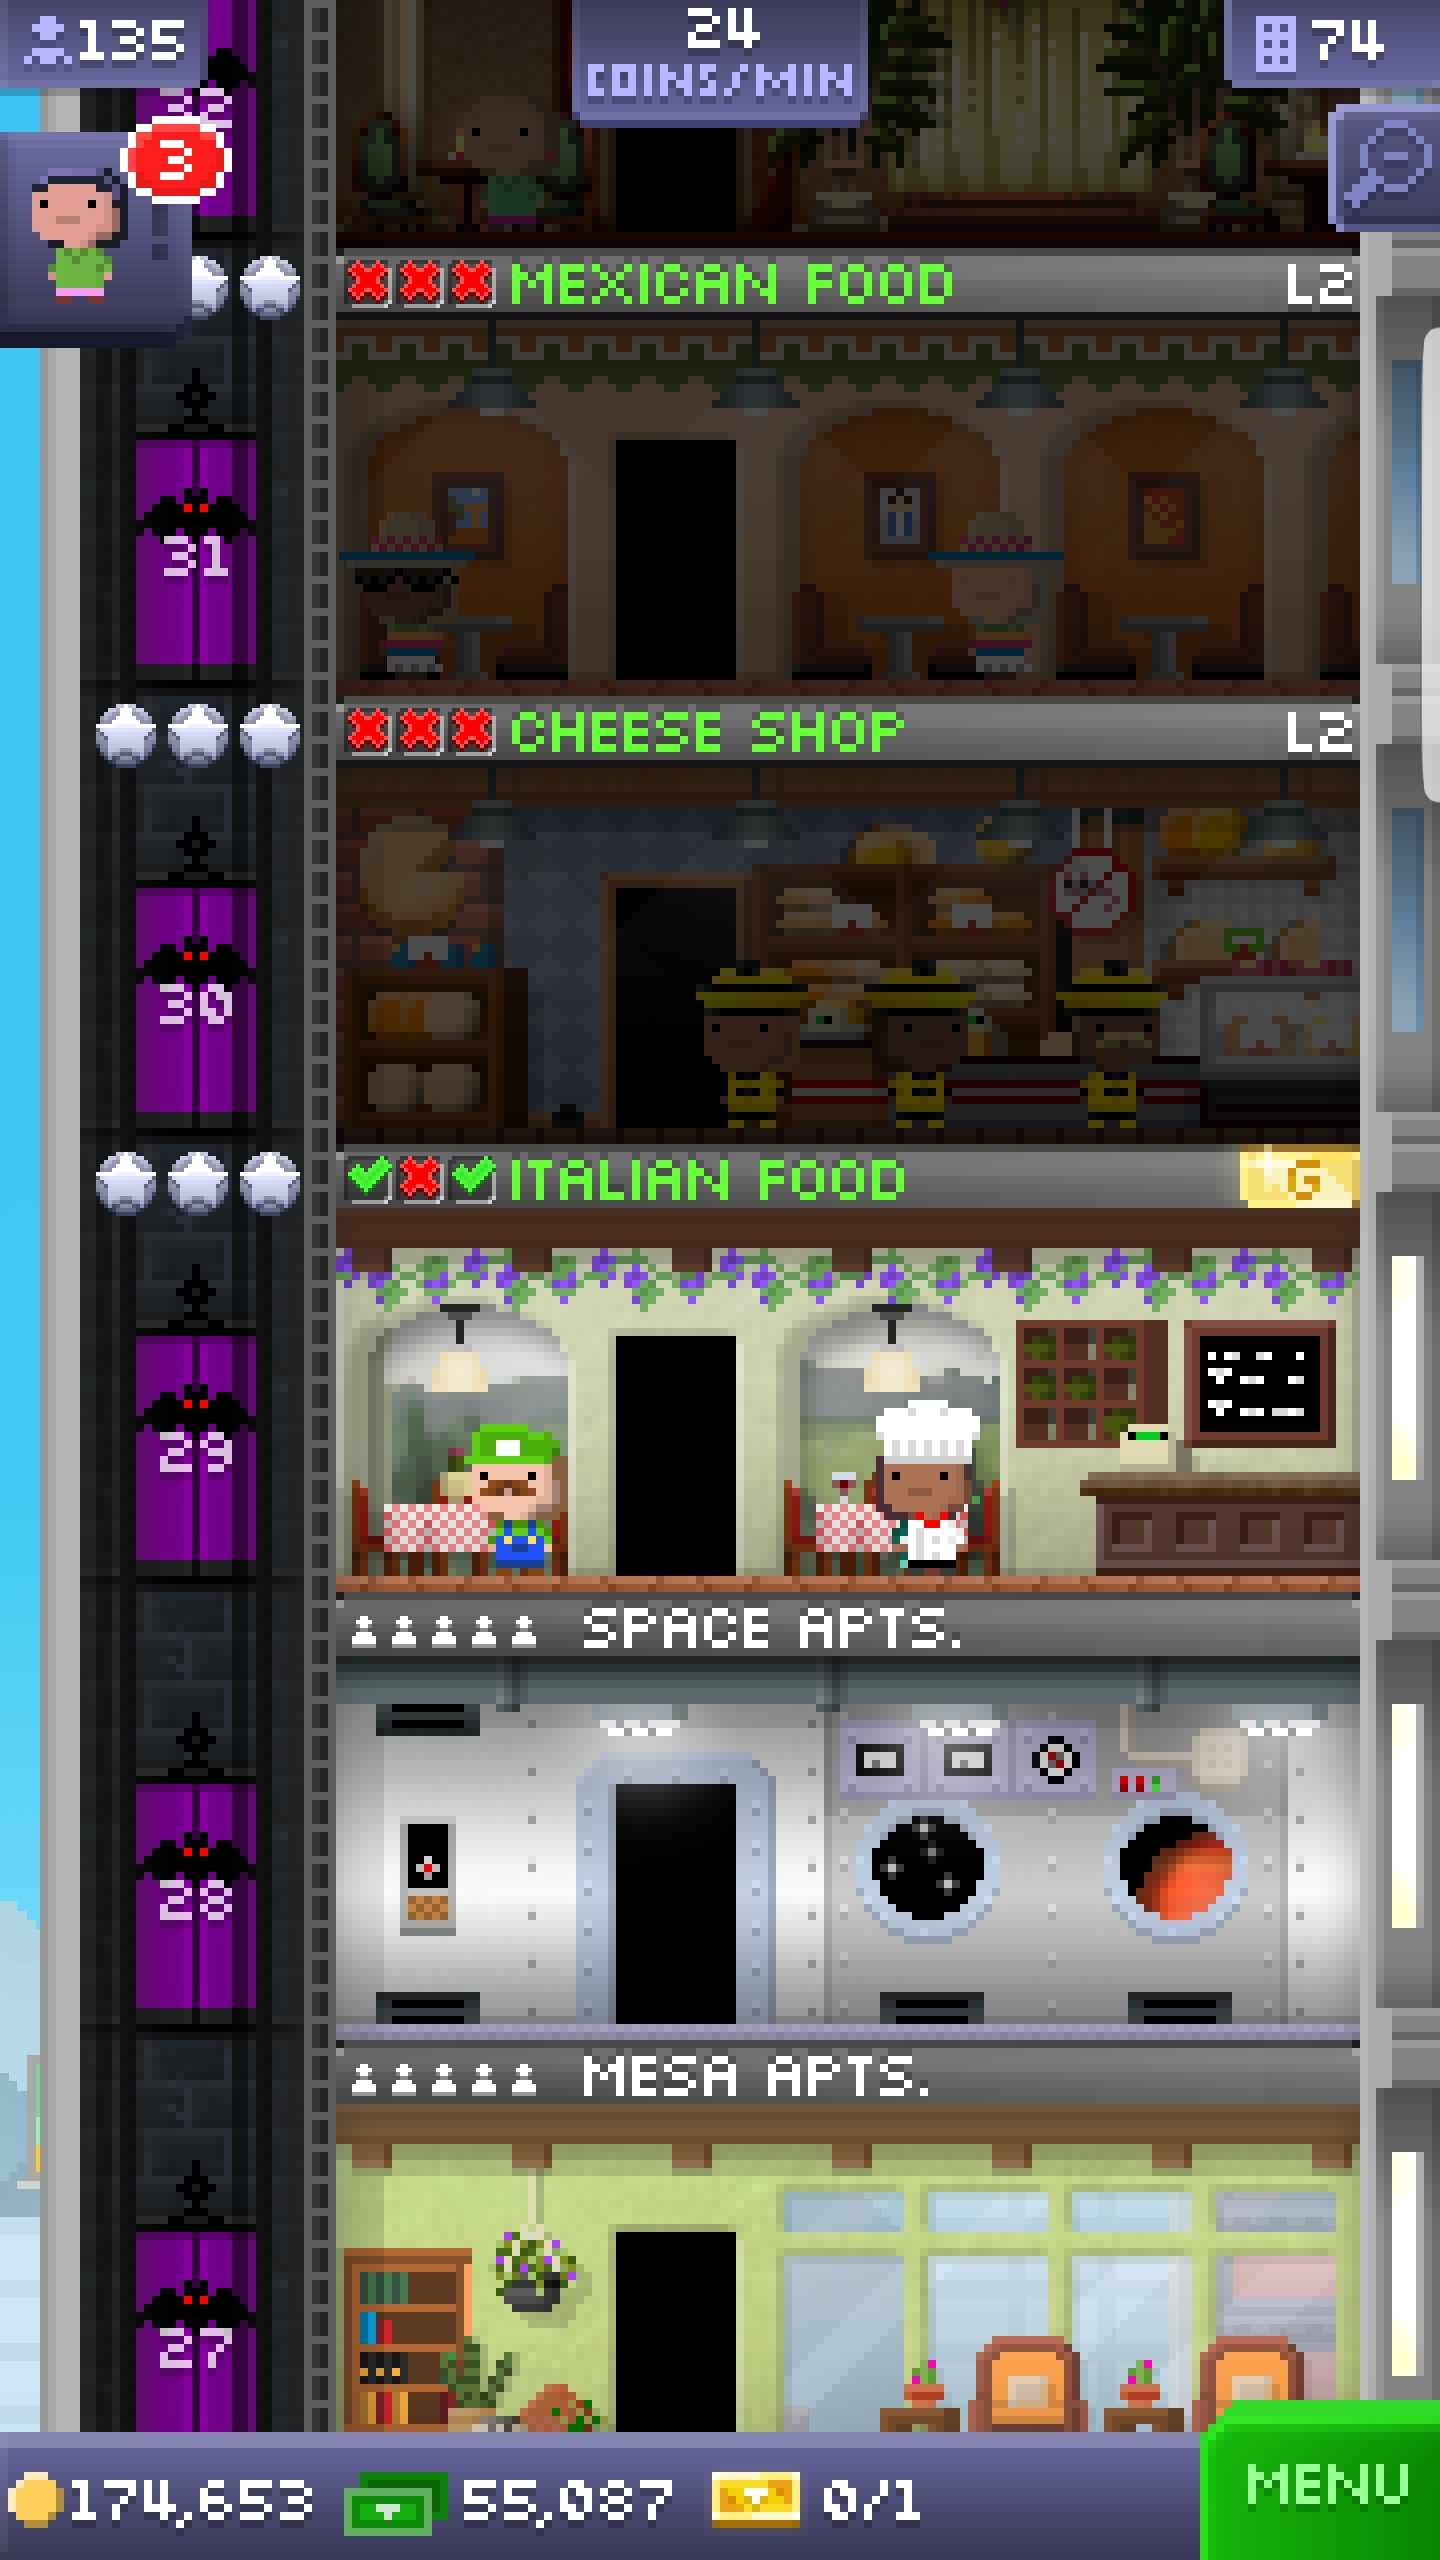 135
24
COINS/MIN
74
3
MEXICAN FOOD L2
31
CHEESE SHOP L2
30
ITALIAN FOOD G
29
SPACE APTS.
28
MESA APTS.
27
174,653 55,087 0/1 MENU